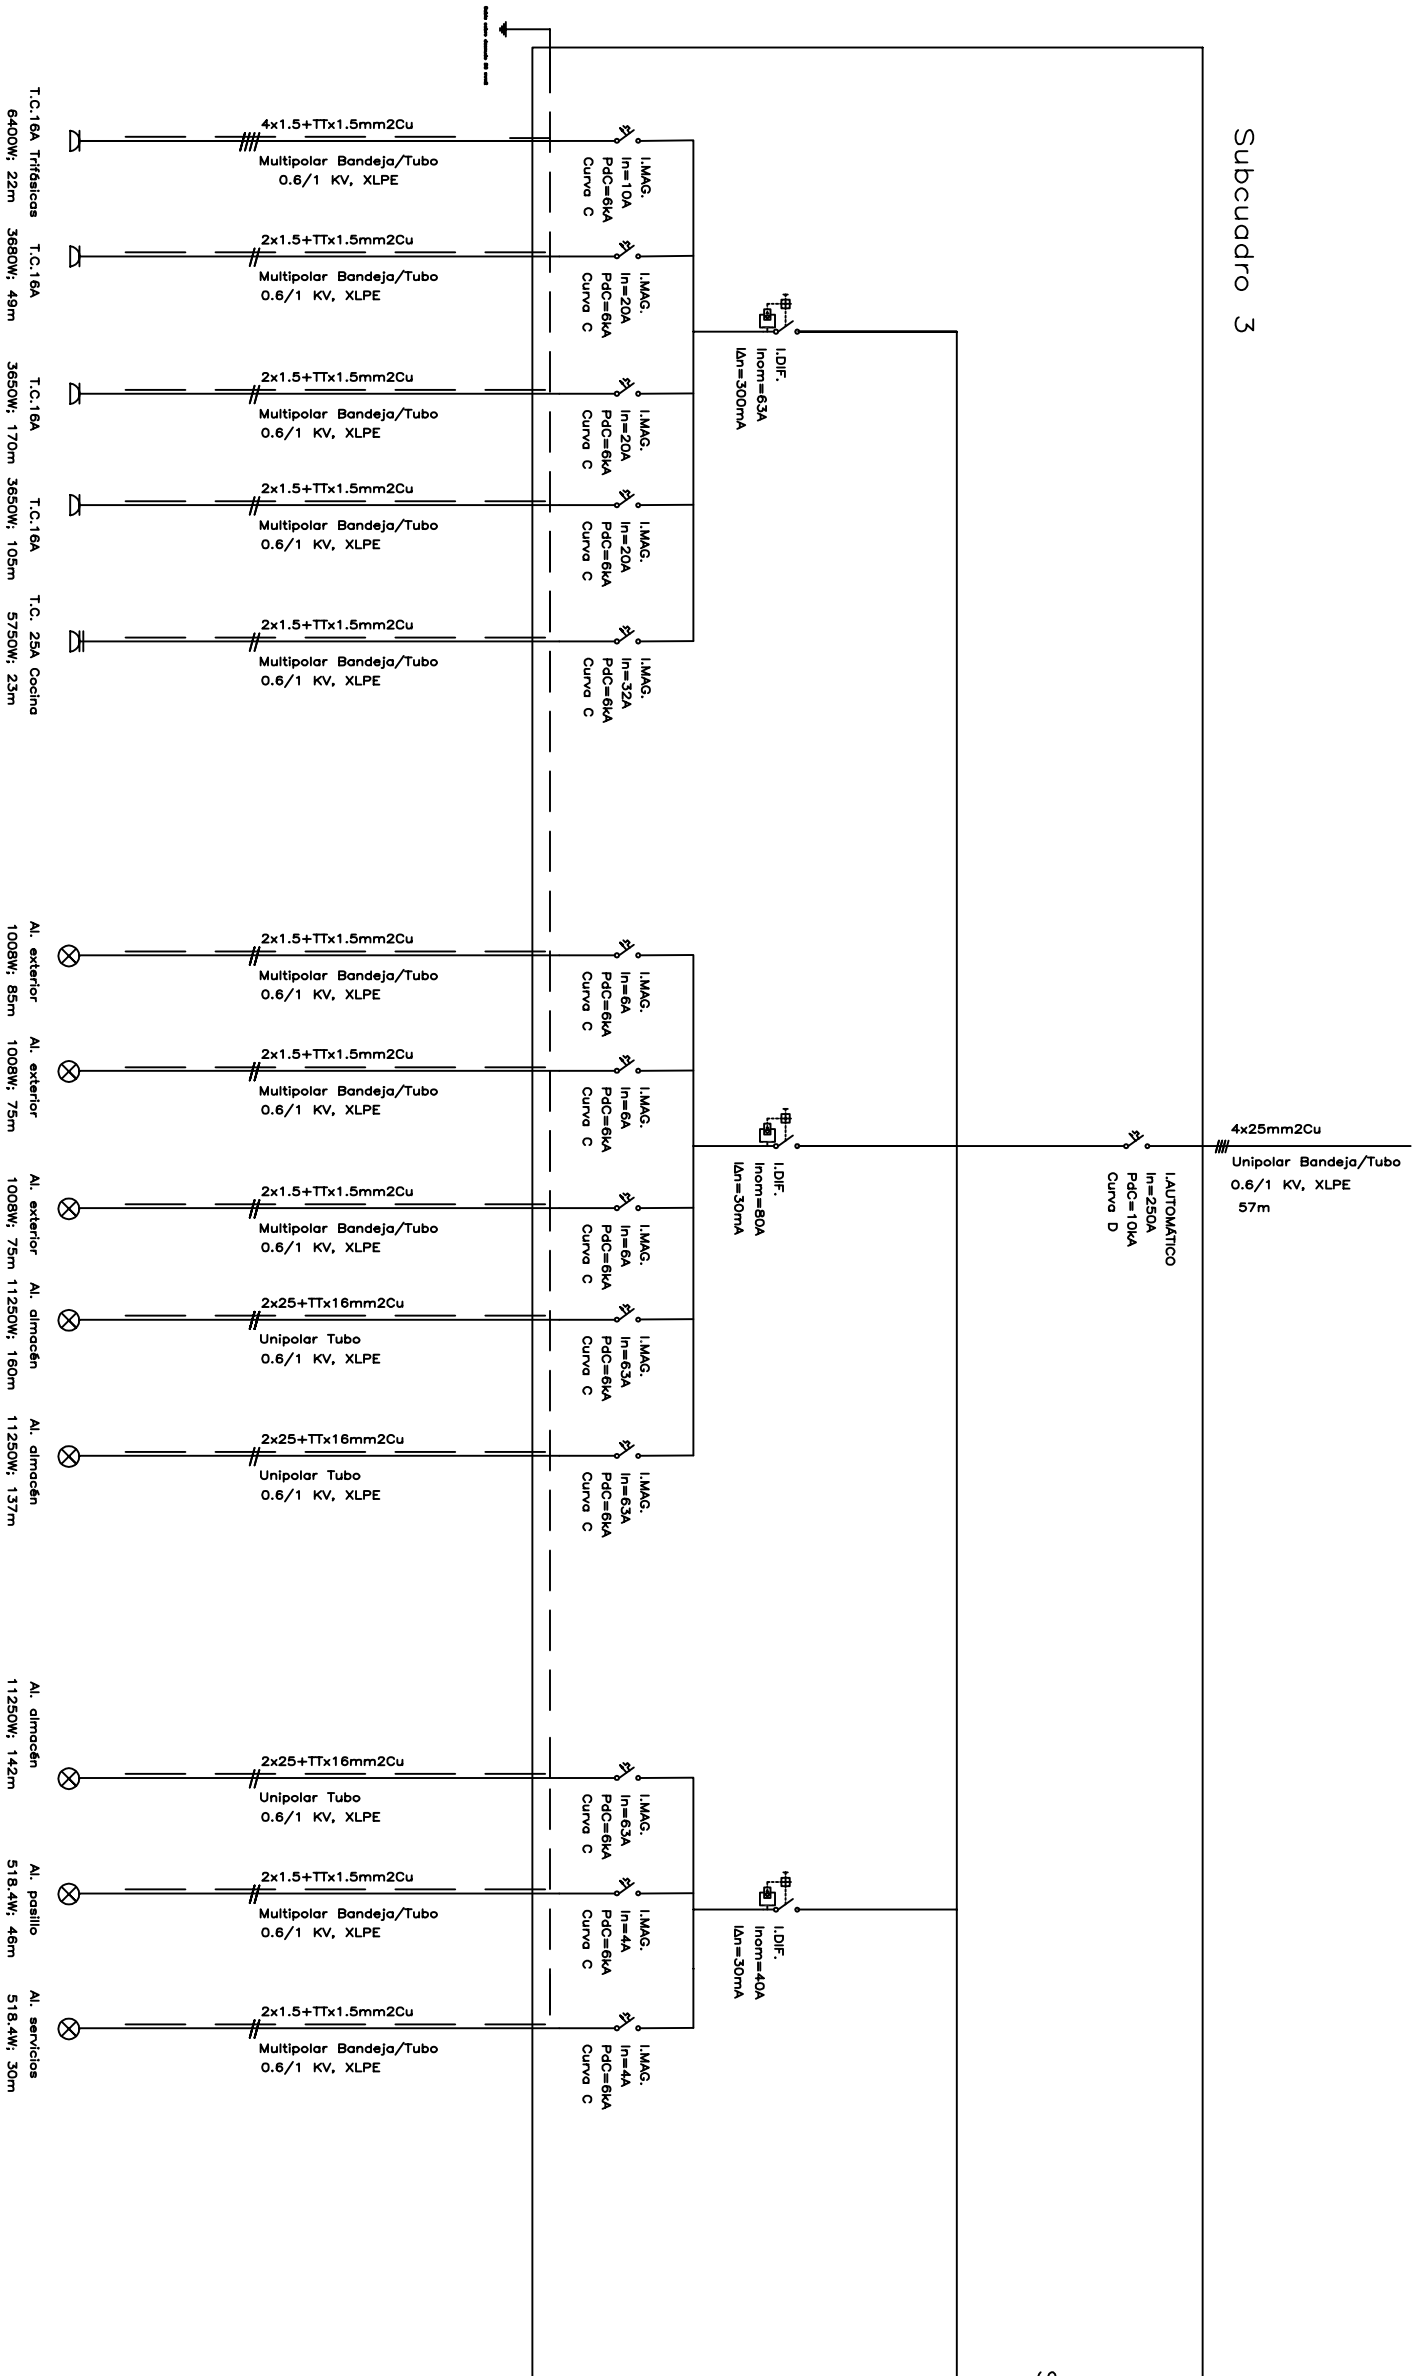 Subcuadro 3
4x25mm2Cu
Unipolar Bandeja/Tubo
0.6/1 KV, XLPE
57m
I.AUTOMÁTICO
In=250A
PdC=10kA
Curva D
I.DIF.
Inom=63A
IΔn=300mA
I.DIF.
Inom=80A
IΔn=30mA
I.DIF.
Inom=40A
IΔn=30mA
I.MAG.
In=10A
PdC=6kA
Curva C
4x1.5+TTx1.5mm2Cu
Multipolar Bandeja/Tubo
0.6/1 KV, XLPE
T.C.16A Trifásicas
6400W; 22m
I.MAG.
In=20A
PdC=6kA
Curva C
2x1.5+TTx1.5mm2Cu
Multipolar Bandeja/Tubo
0.6/1 KV, XLPE
T.C.16A
3680W; 49m
I.MAG.
In=20A
PdC=6kA
Curva C
2x1.5+TTx1.5mm2Cu
Multipolar Bandeja/Tubo
0.6/1 KV, XLPE
T.C.16A
3650W; 170m
I.MAG.
In=20A
PdC=6kA
Curva C
2x1.5+TTx1.5mm2Cu
Multipolar Bandeja/Tubo
0.6/1 KV, XLPE
T.C.16A
3650W; 105m
I.MAG.
In=32A
PdC=6kA
Curva C
2x1.5+TTx1.5mm2Cu
Multipolar Bandeja/Tubo
0.6/1 KV, XLPE
T.C. 25A Cocina
5750W; 23m
I.MAG.
In=6A
PdC=6kA
Curva C
2x1.5+TTx1.5mm2Cu
Multipolar Bandeja/Tubo
0.6/1 KV, XLPE
Al. exterior
1008W; 85m
I.MAG.
In=6A
PdC=6kA
Curva C
2x1.5+TTx1.5mm2Cu
Multipolar Bandeja/Tubo
0.6/1 KV, XLPE
Al. exterior
1008W; 75m
I.MAG.
In=6A
PdC=6kA
Curva C
2x1.5+TTx1.5mm2Cu
Multipolar Bandeja/Tubo
0.6/1 KV, XLPE
Al. exterior
1008W; 75m
I.MAG.
In=63A
PdC=6kA
Curva C
2x25+TTx16mm2Cu
Unipolar Tubo
0.6/1 KV, XLPE
Al. almacén
11250W; 160m
I.MAG.
In=63A
PdC=6kA
Curva C
2x25+TTx16mm2Cu
Unipolar Tubo
0.6/1 KV, XLPE
Al. almacén
11250W; 137m
I.MAG.
In=63A
PdC=6kA
Curva C
2x25+TTx16mm2Cu
Unipolar Tubo
0.6/1 KV, XLPE
Al. almacén
11250W; 142m
I.MAG.
In=4A
PdC=6kA
Curva C
2x1.5+TTx1.5mm2Cu
Multipolar Bandeja/Tubo
0.6/1 KV, XLPE
Al. pasillo
518.4W; 46m
I.MAG.
In=4A
PdC=6kA
Curva C
2x1.5+TTx1.5mm2Cu
Multipolar Bandeja/Tubo
0.6/1 KV, XLPE
Al. servicios
518.4W; 30m